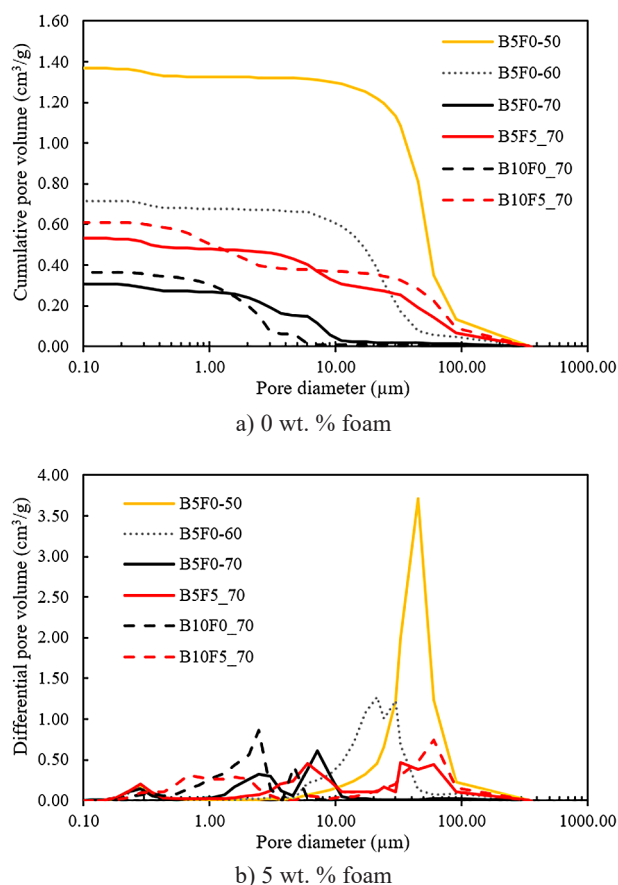 1.60
1.40
1.20
1.00
0.80
0.60
0.40
0.20
0.00
Cumulative pore volume (cm³/g)
B5F0-50
B5F0-60
B5F0-70
B5F5_70
B10F0_70
B10F5_70
0.10 1.00 10.00 100.00 1000.00
Pore diameter (µm)
a) 0 wt. % foam
4.00
3.50
3.00
2.50
2.00
1.50
1.00
0.50
0.00
Differential pore volume (cm³/g)
B5F0-50
B5F0-60
B5F0-70
B5F5_70
B10F0_70
B10F5_70
0.10 1.00 10.00 100.00 1000.00
Pore diameter (µm)
b) 5 wt. % foam